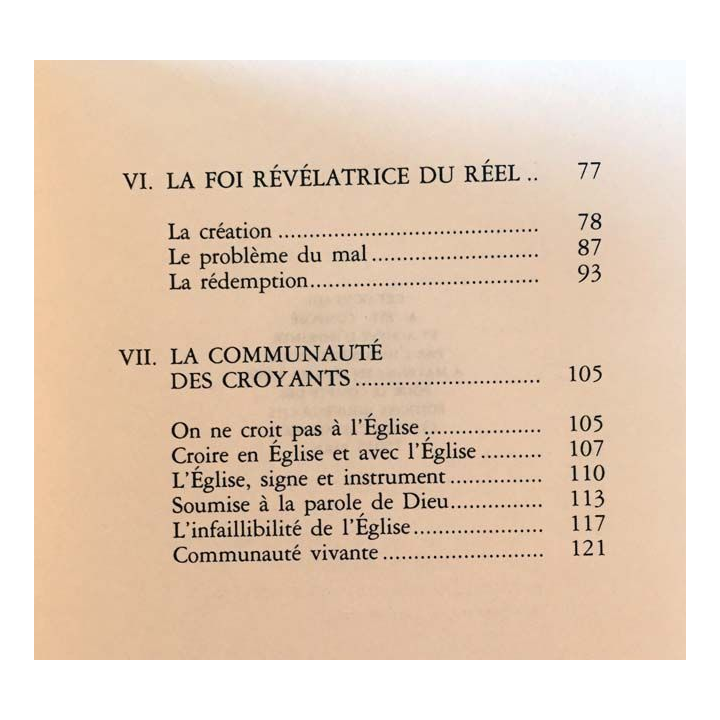 VI. LA FOI RÉVÉLATRICE DU RÉEL .. 77
La création ........................................ 78
Le problème du mal .......................... 87
La rédemption ................................... 93
VII. LA COMMUNAUTÉ
DES CROYANTS ............................. 105
On ne croit pas à l'Église .................. 105
Croire en Église et avec l'Église .......... 107
L'Église, signe et instrument .............. 110
Soumise à la parole de Dieu............... 113
L'infaillibilité de l'Église .................... 117
Communauté vivante ......................... 121